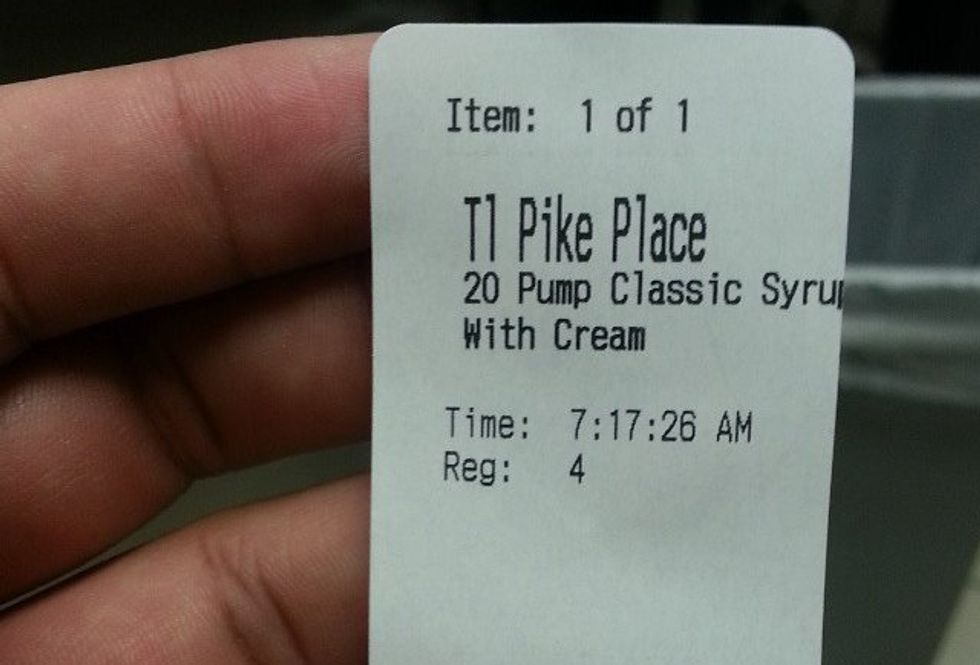 Item: 1 of 1
Tl Pike Place
20 Pump Classic Syrup
With Cream
Time: 7:17:26 AM
Reg: 4